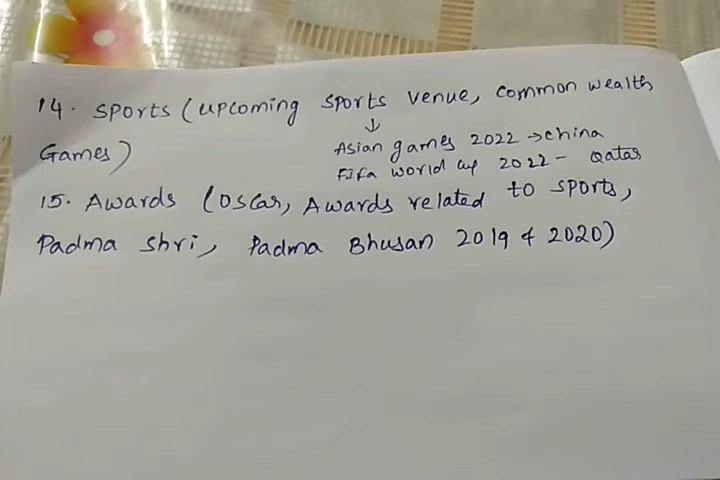 14. Sports (upcoming sports venue, common wealth
Games)
↓
Asian games 2022 → china
Fifa world cup 2022 - Qatar
15. Awards (Oscar, Awards related to sports,
Padma shri, Padma Bhusan 2019 & 2020)